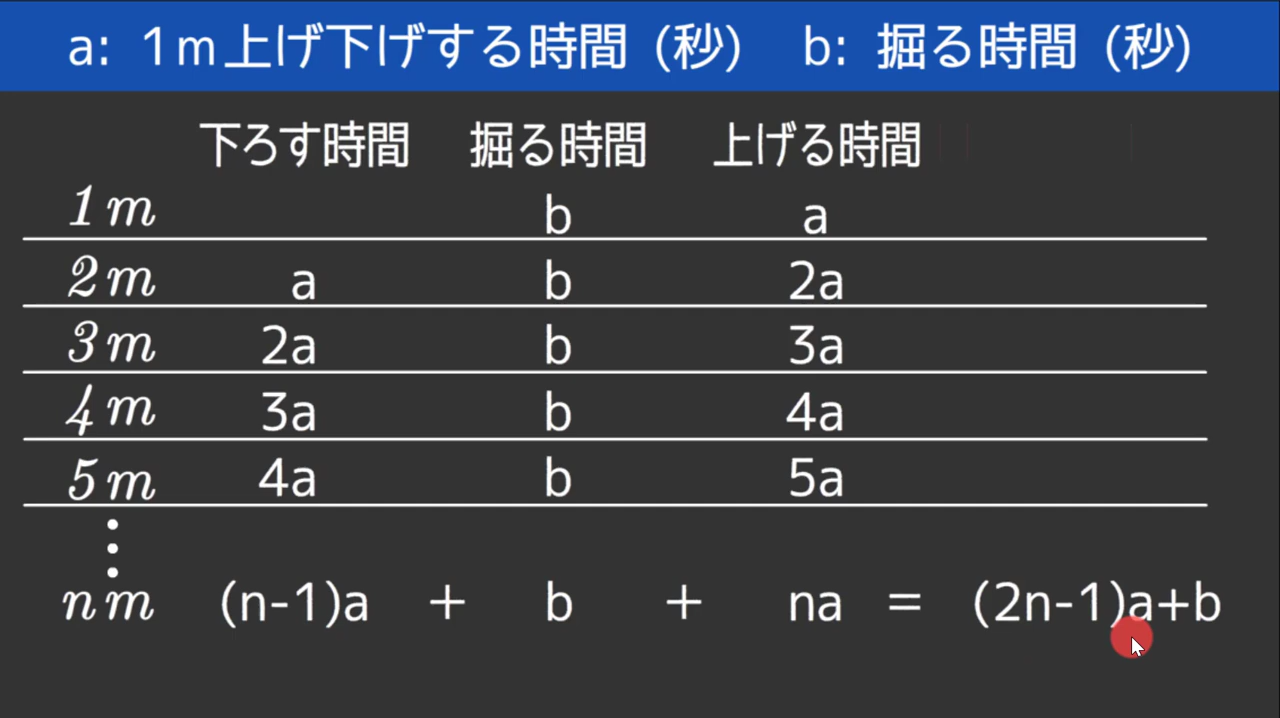 a: 1m上げ下げする時間 (秒) b: 掘る時間 (秒)
下ろす時間 掘る時間 上げる時間
1m b a
2m a b 2a
3m 2a b 3a
4m 3a b 4a
5m 4a b 5a
⋮
nm (n-1)a + b + na = (2n-1)a+b